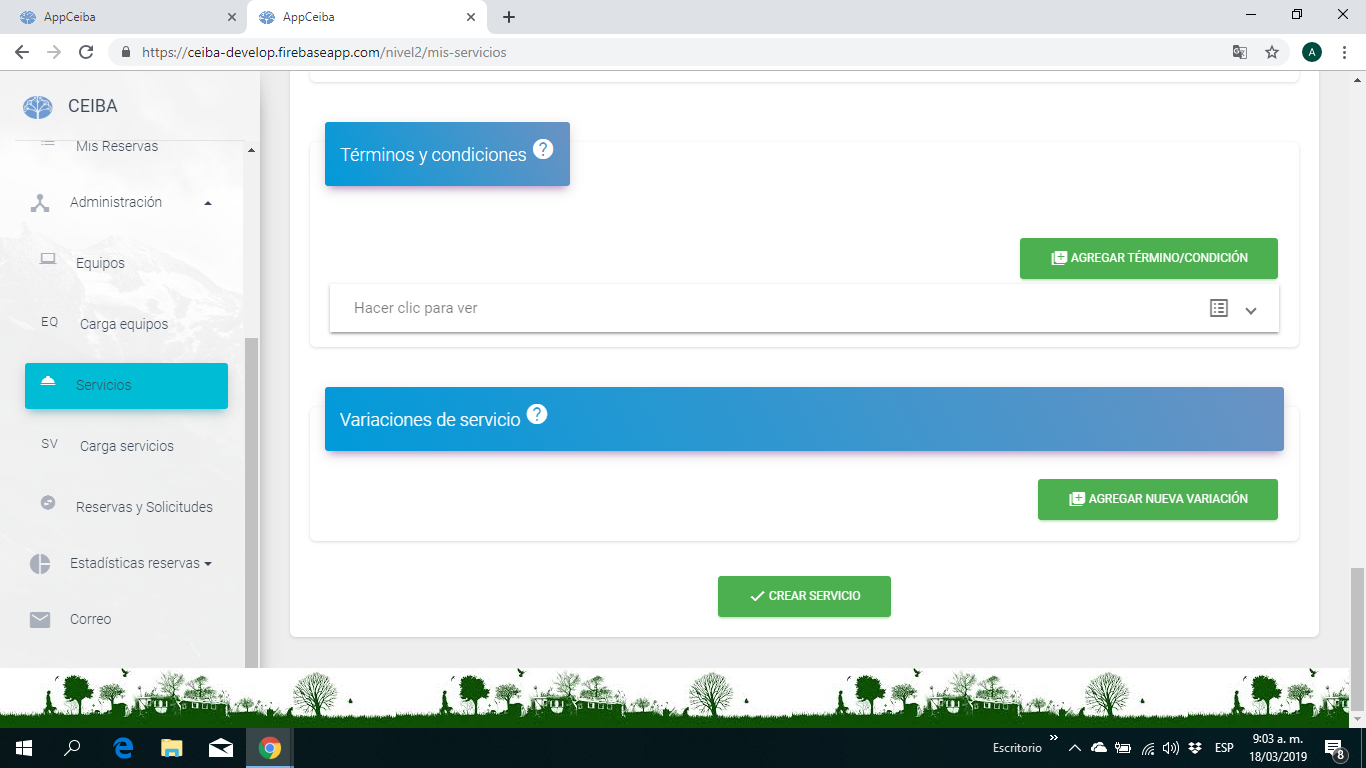 AppCeiba
AppCeiba
https://ceiba-develop.firebaseapp.com/nivel2/mis-servicios
A
CEIBA
Mis Reservas
Administración
Equipos
EQ Carga equipos
Servicios
SV Carga servicios
Reservas y Solicitudes
Estadísticas reservas
Correo
Términos y condiciones ?
AGREGAR TÉRMINO/CONDICIÓN
Hacer clic para ver
Variaciones de servicio ?
AGREGAR NUEVA VARIACIÓN
CREAR SERVICIO
Escritorio
ESP
9:03 a. m.
18/03/2019
8